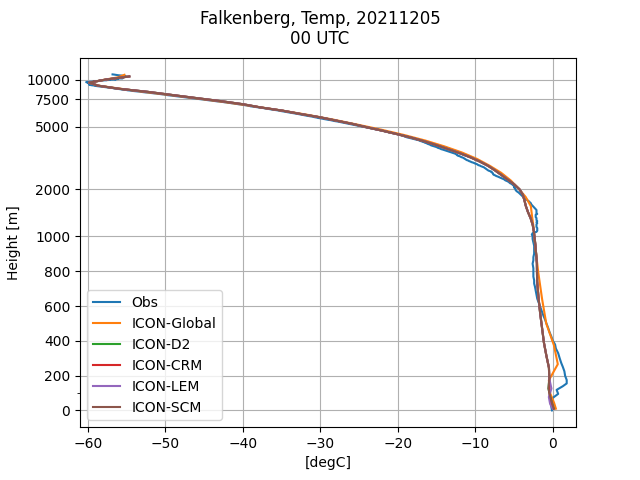 Falkenberg, Temp, 20211205
00 UTC
10000
7500
5000
2000
1000
800
600
400
200
0
Height [m]
Obs
ICON-Global
ICON-D2
ICON-CRM
ICON-LEM
ICON-SCM
−60 −50 −40 −30 −20 −10 0
[degC]